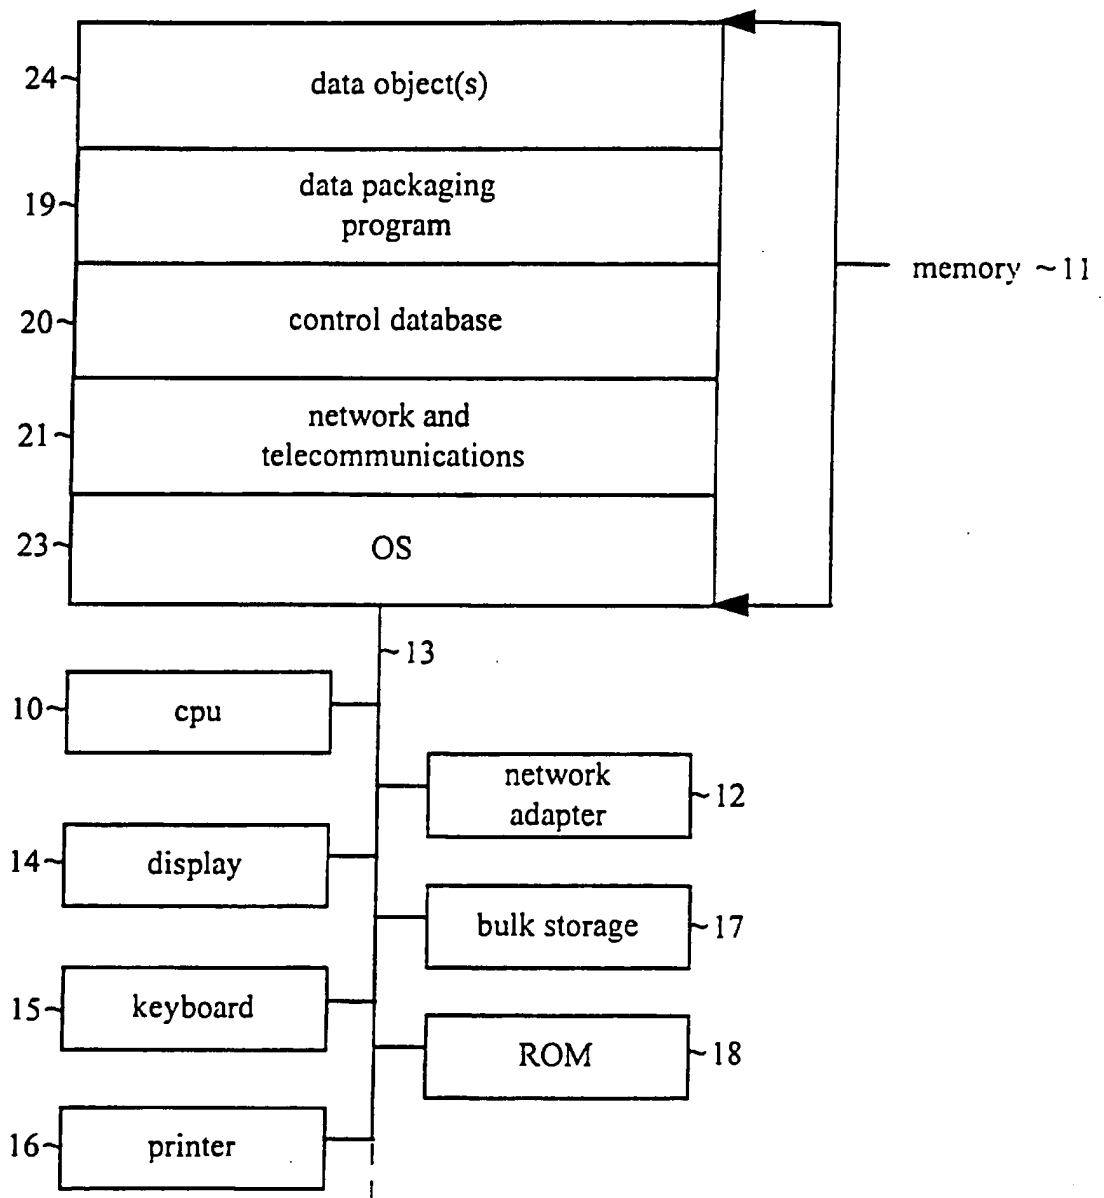 24~ data object(s)
19~ data packaging
program
memory ~11
20~ control database
21~ network and
telecommunications
23~ OS
~13
10~ cpu
network
adapter ~12
14~ display
bulk storage ~17
15~ keyboard
ROM ~18
16~ printer